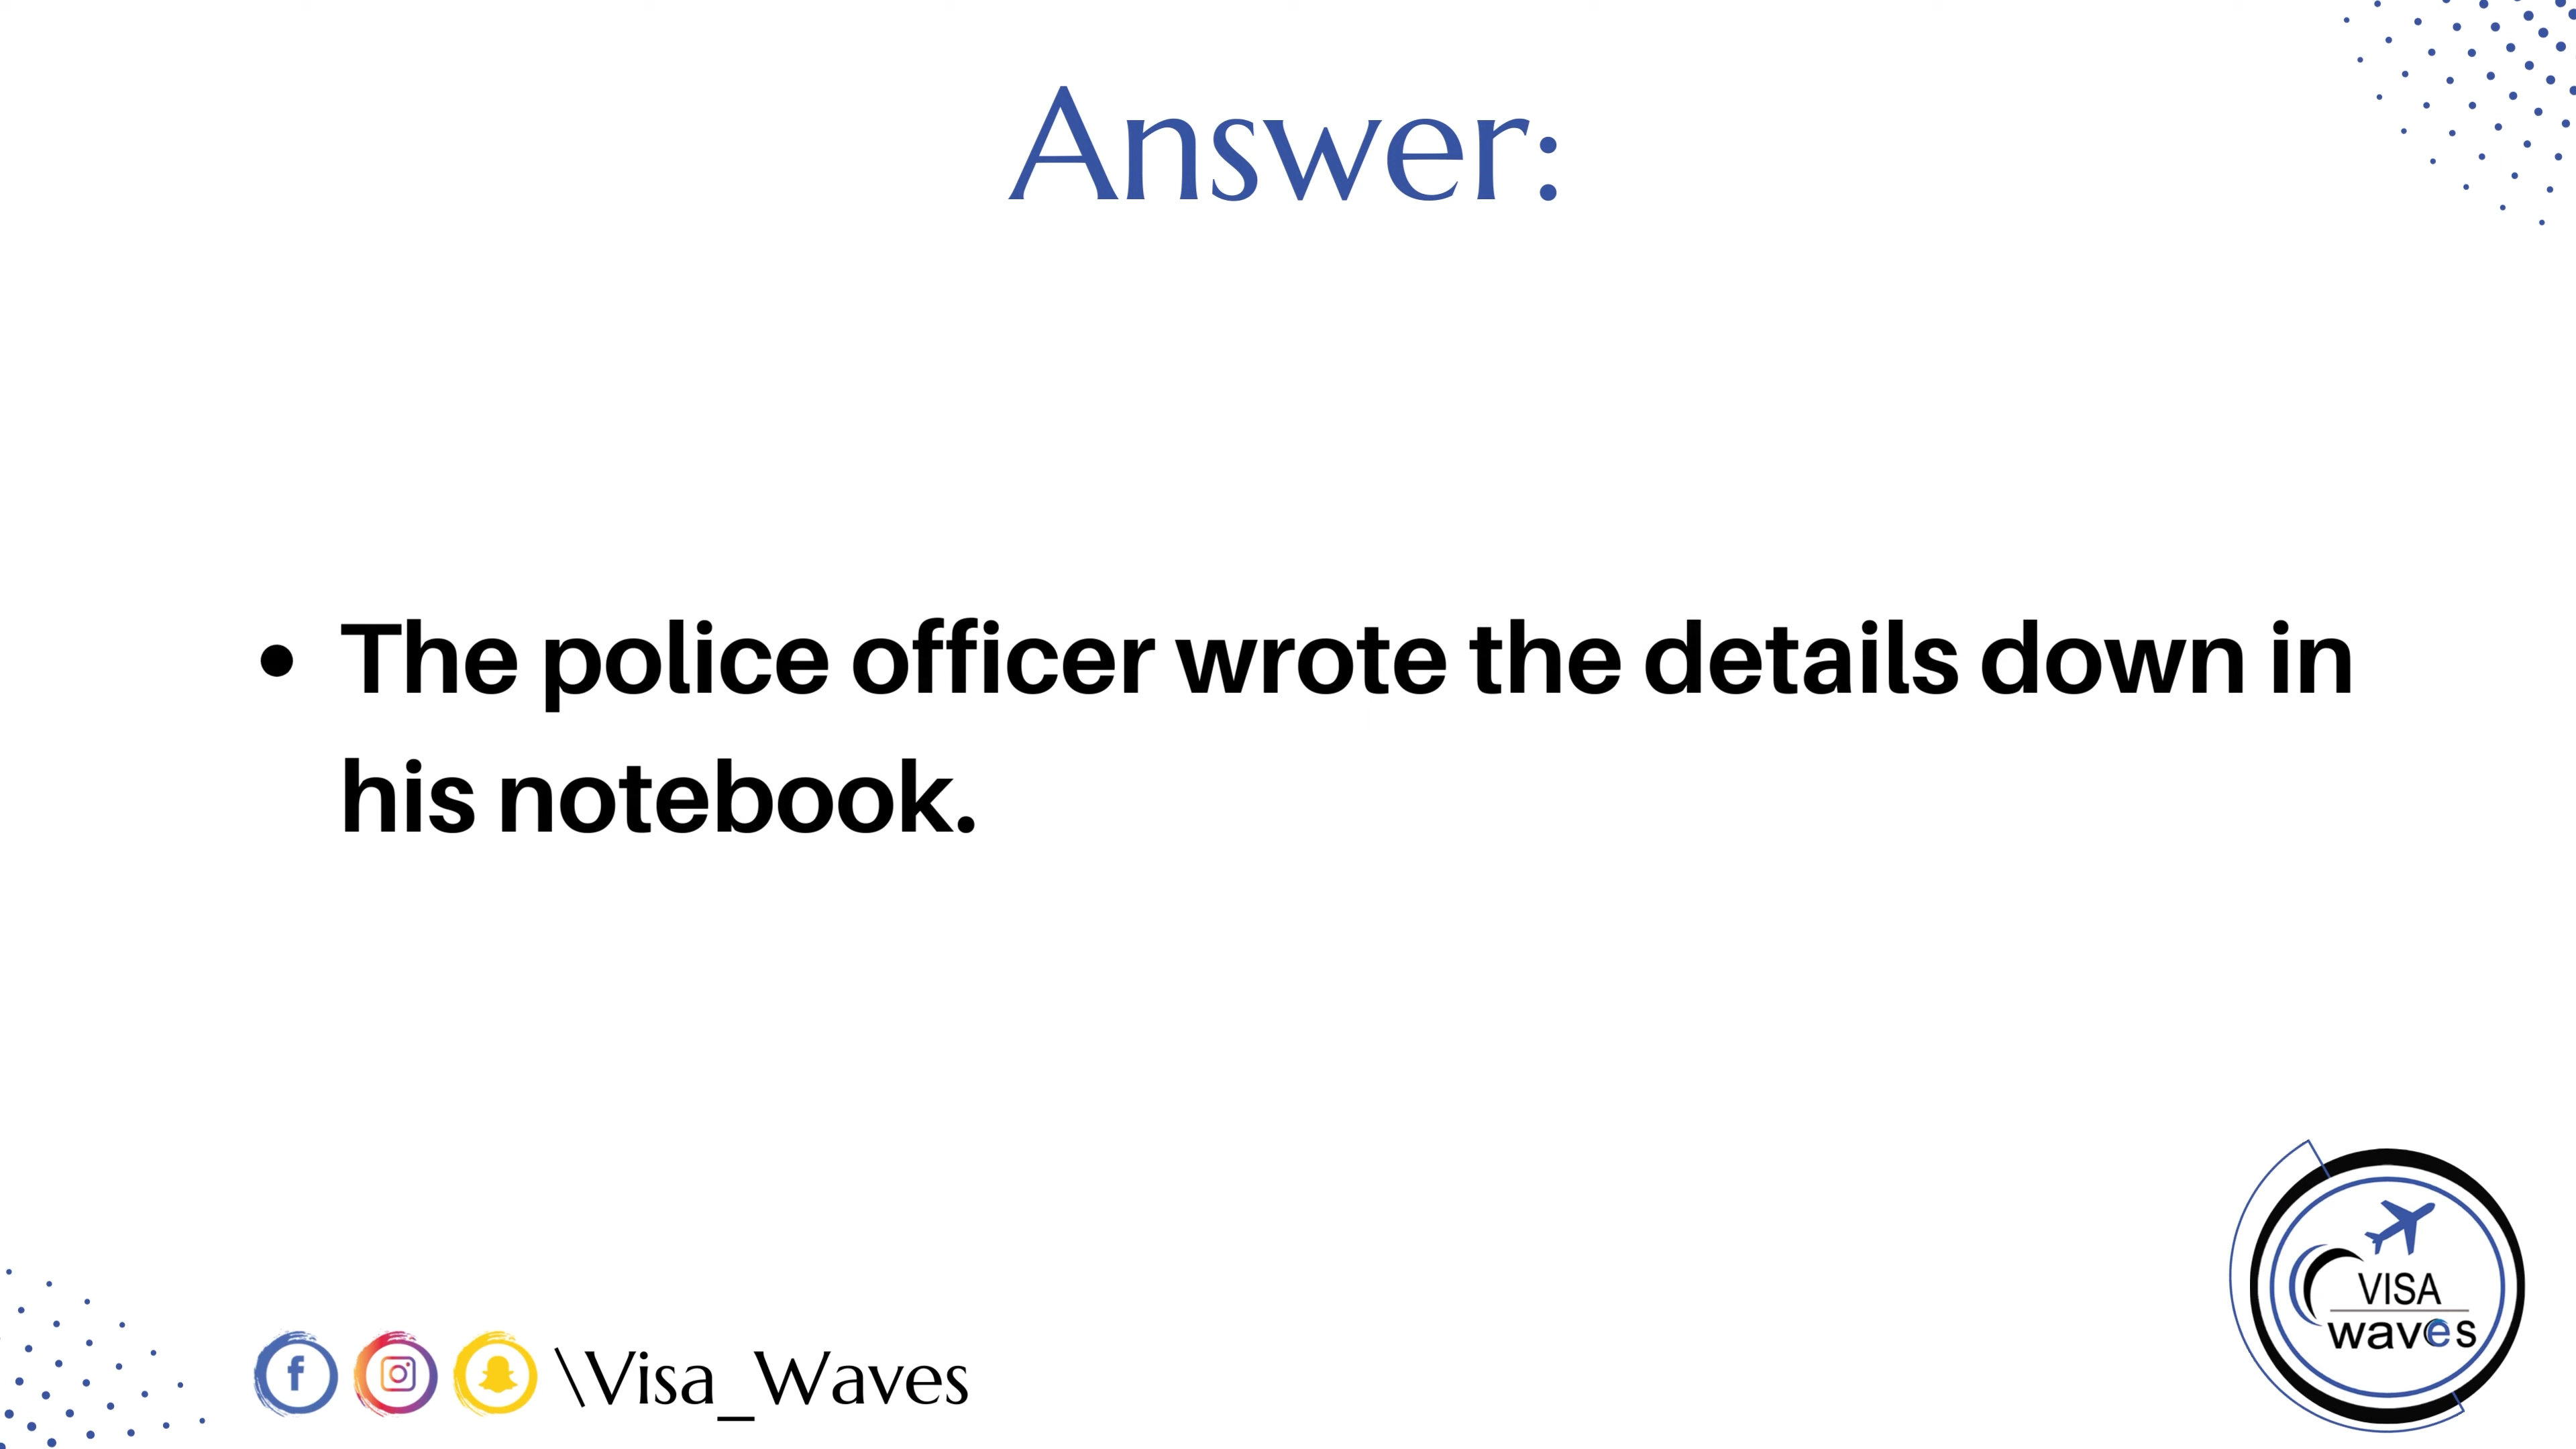 Answer:
• The police officer wrote the details down in
his notebook.
\Visa_Waves
VISA
waves